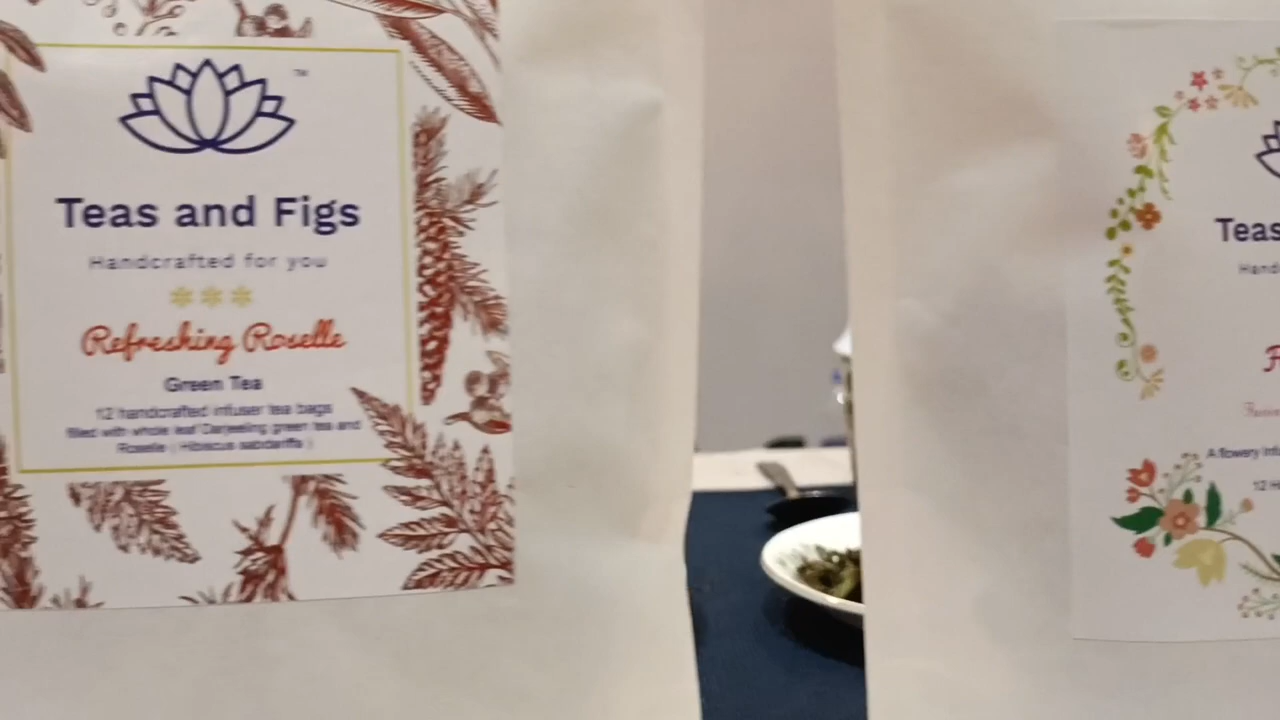 TM
Teas and Figs
Handcrafted for you
Refreshing Roselle
Green Tea
12 handcrafted infuser tea bags
filled with whole leaf Darjeeling green tea and
Roselle ( Hibiscus sabdariffa )
Teas
Hand
A flowery
12 H